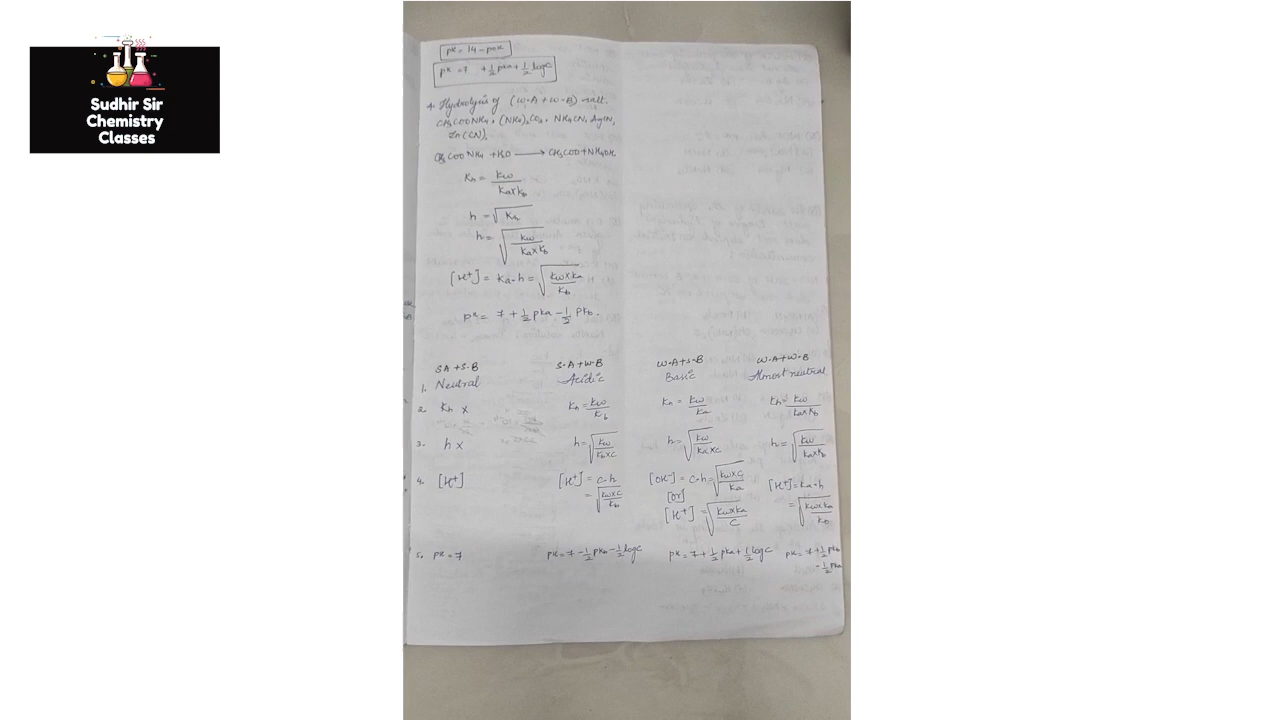 Sudhir Sir
Chemistry
Classes
pH = 14 - pOH
pH = 7 + 1/2 pKa + 1/2 logC
4. Hydrolysis of (W.A + W.B) salt.
CH3COONH4, (NH4)2CO3, NH4CN, AgCN,
Zn(CN)2
CH3COONH4 + H2O ⟶ CH3COO + NH4OH
Kh = Kw / Ka×Kb
h = √Kh
h = √(Kw / Ka×Kb)
[H+] = Ka-h = √(Kw×Ka / Kb)
pH = 7 + 1/2 pKa - 1/2 PKb.
SA + S.B S.A + W.B W.A + S.B W.A + W.B
1. Neutral Acidic Basic Almost neutral
2. Kh × Kh = Kw / Kb Kh = Kw / Ka Kh = Kw / Ka×Kb
3. h × h = √(Kw / Kb×C) h = √(Kw / Ka×C) h = √(Kw / Ka×Kb)
4. [H+] [H+] = C-h [OH-] = C-h = √(Kw×C / Ka) [H+] = Ka-h
= √(Kw×C / Kb) [Or] = √(Kw×Ka / Kb)
[H+] = √(Kw×Ka / C)
5. pH = 7 pH = 7 - 1/2 pKb - 1/2 logC pH = 7 + 1/2 pKa + 1/2 logC pH = 7 + 1/2 pKb
- 1/2 pKa